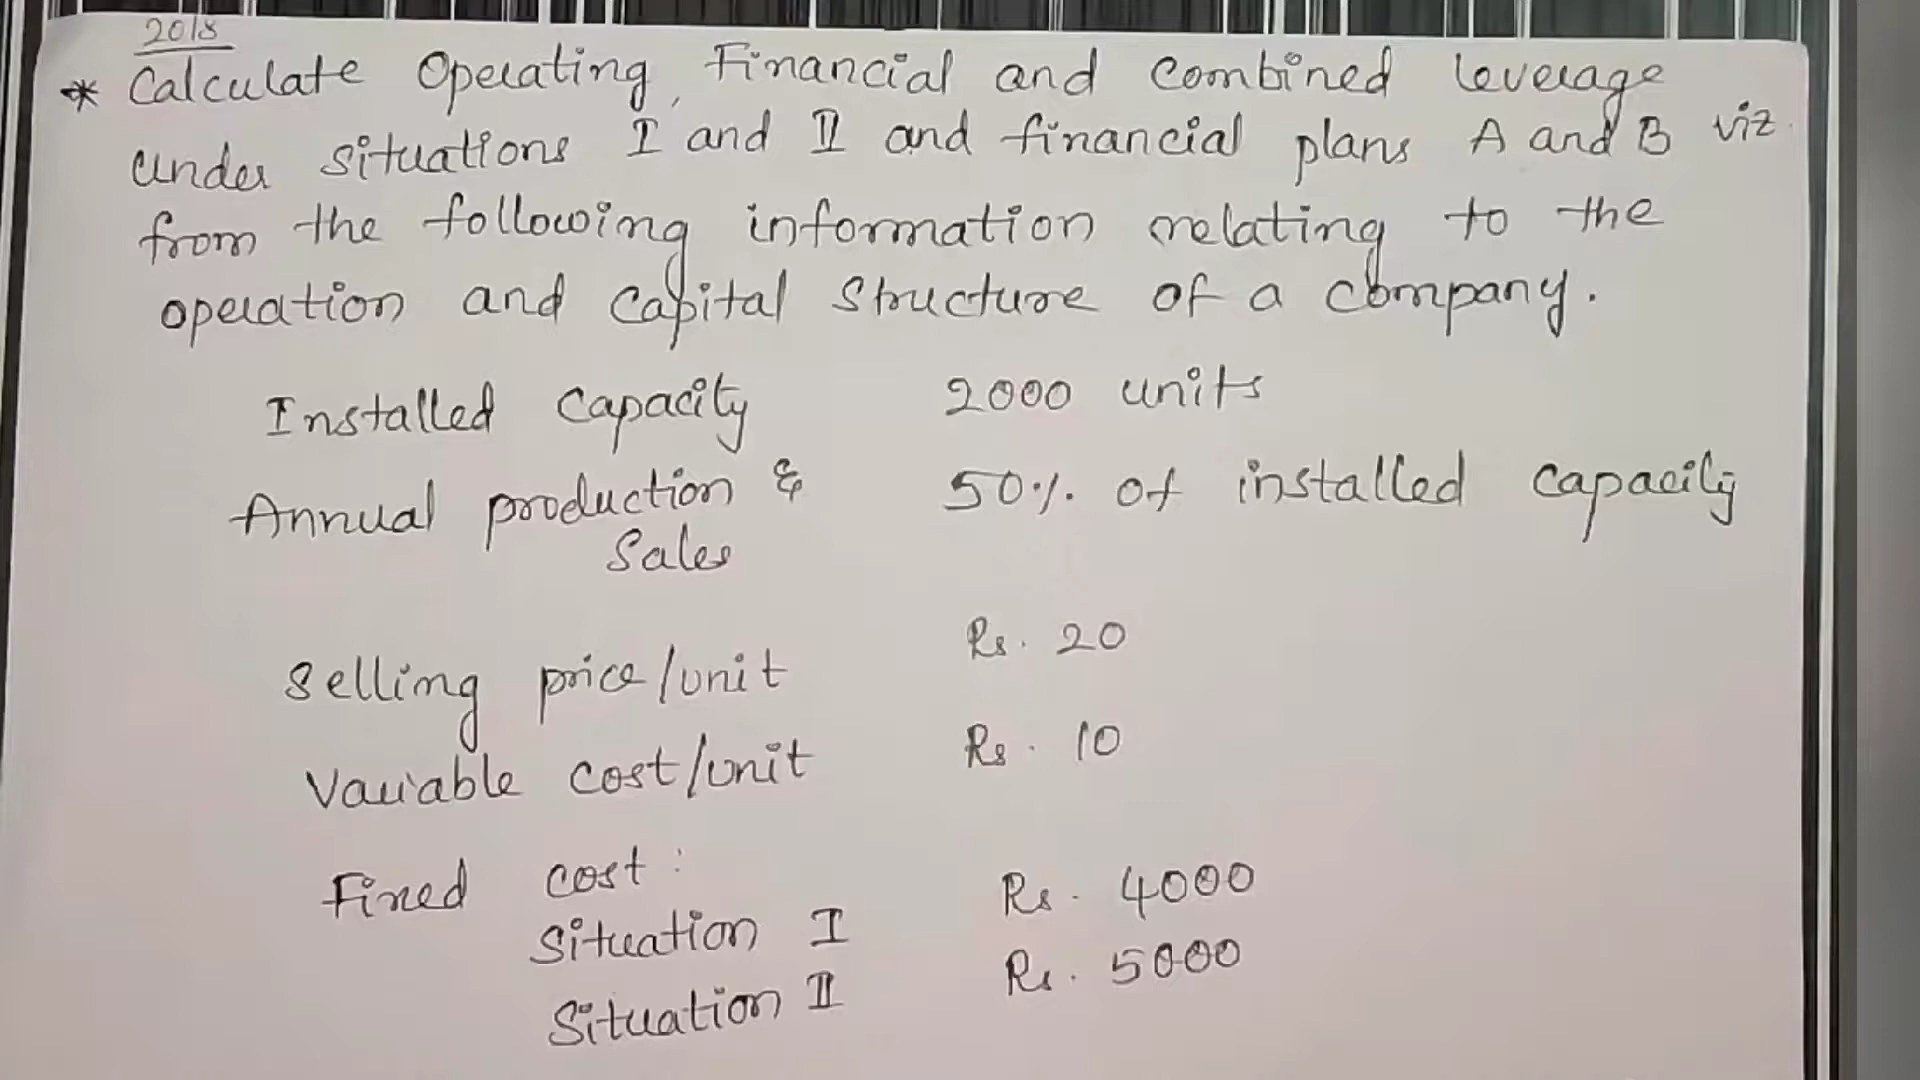 2018
* Calculate Operating, Financial and Combined leverage
under situations I and II and financial plans A and B viz
from the following information relating to the
operation and capital structure of a company.
Installed capacity 2000 units
Annual production & 50% of installed capacity
Sales
Selling price/unit Rs. 20
Variable cost/unit Rs. 10
Fixed cost:
Situation I Rs. 4000
Situation II Rs. 5000